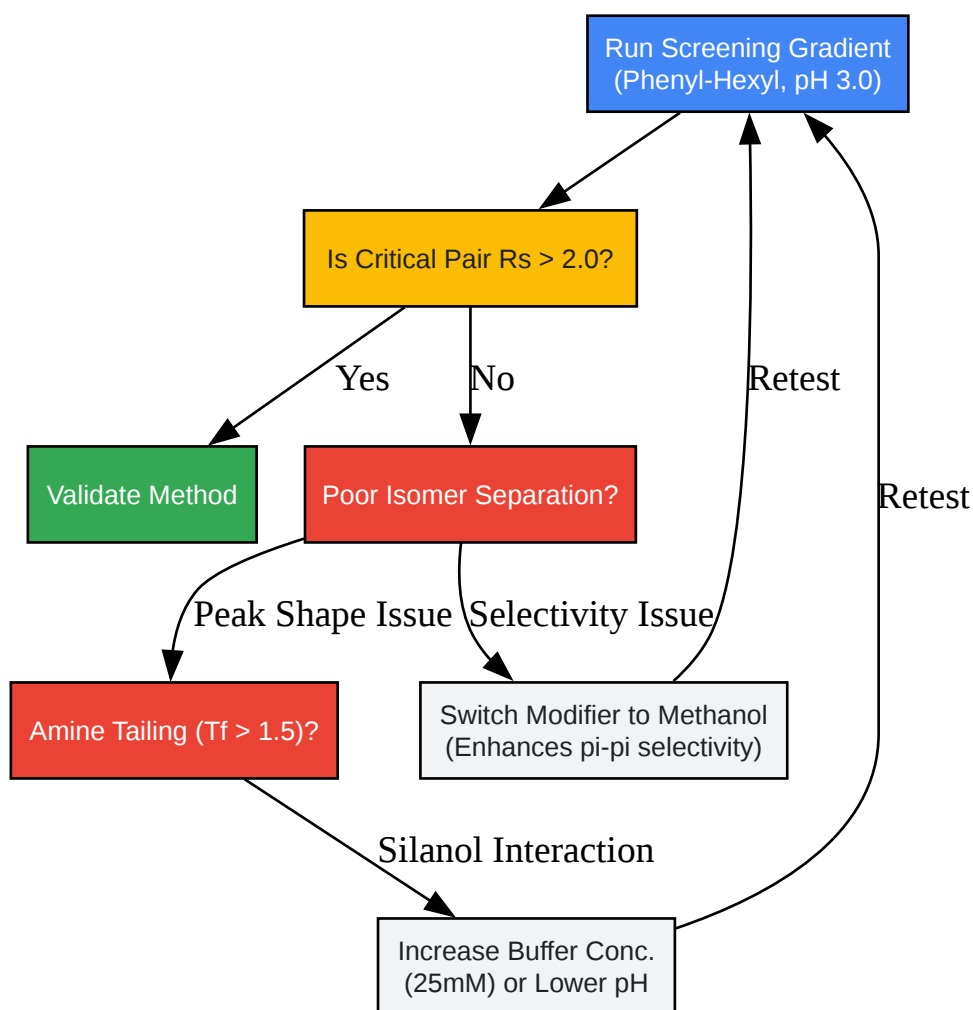 Run Screening Gradient
(Phenyl-Hexyl, pH 3.0)
Is Critical Pair Rs > 2.0?
Yes
No
Retest
Validate Method
Poor Isomer Separation?
Retest
Peak Shape Issue
Selectivity Issue
Amine Tailing (Tf > 1.5)?
Switch Modifier to Methanol
(Enhances pi-pi selectivity)
Silanol Interaction
Increase Buffer Conc.
(25mM) or Lower pH